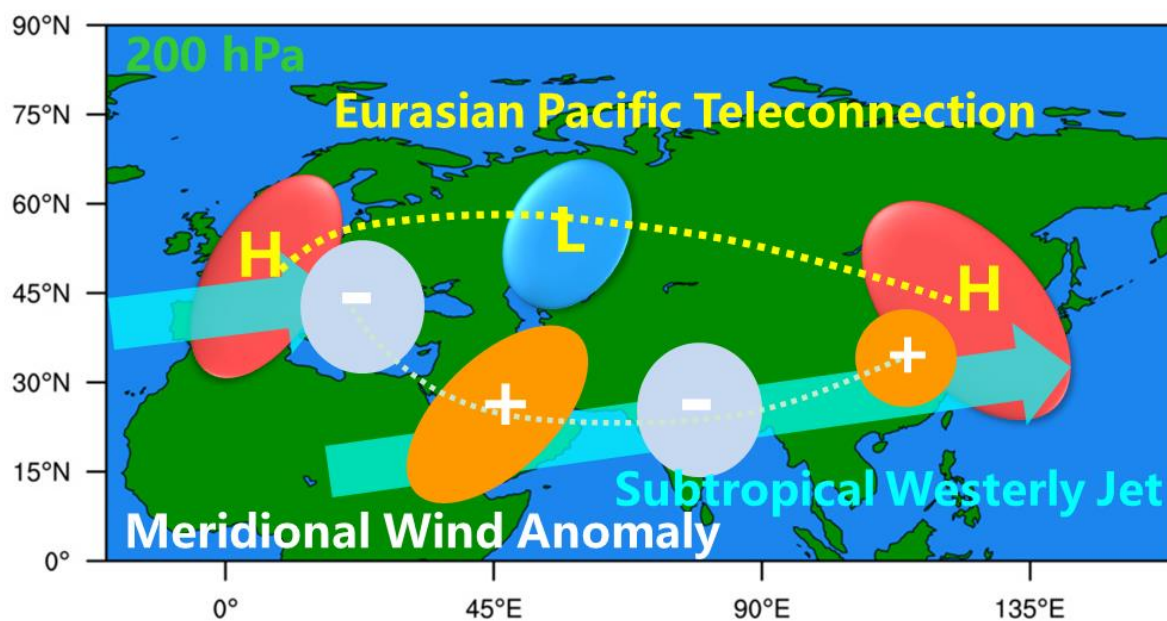 90°N
200 hPa
75°N
Eurasian Pacific Teleconnection
60°N
H
L
45°N
-
H
30°N
+
-
+
15°N
Subtropical Westerly Jet
Meridional Wind Anomaly
0°
0°
45°E
90°E
135°E